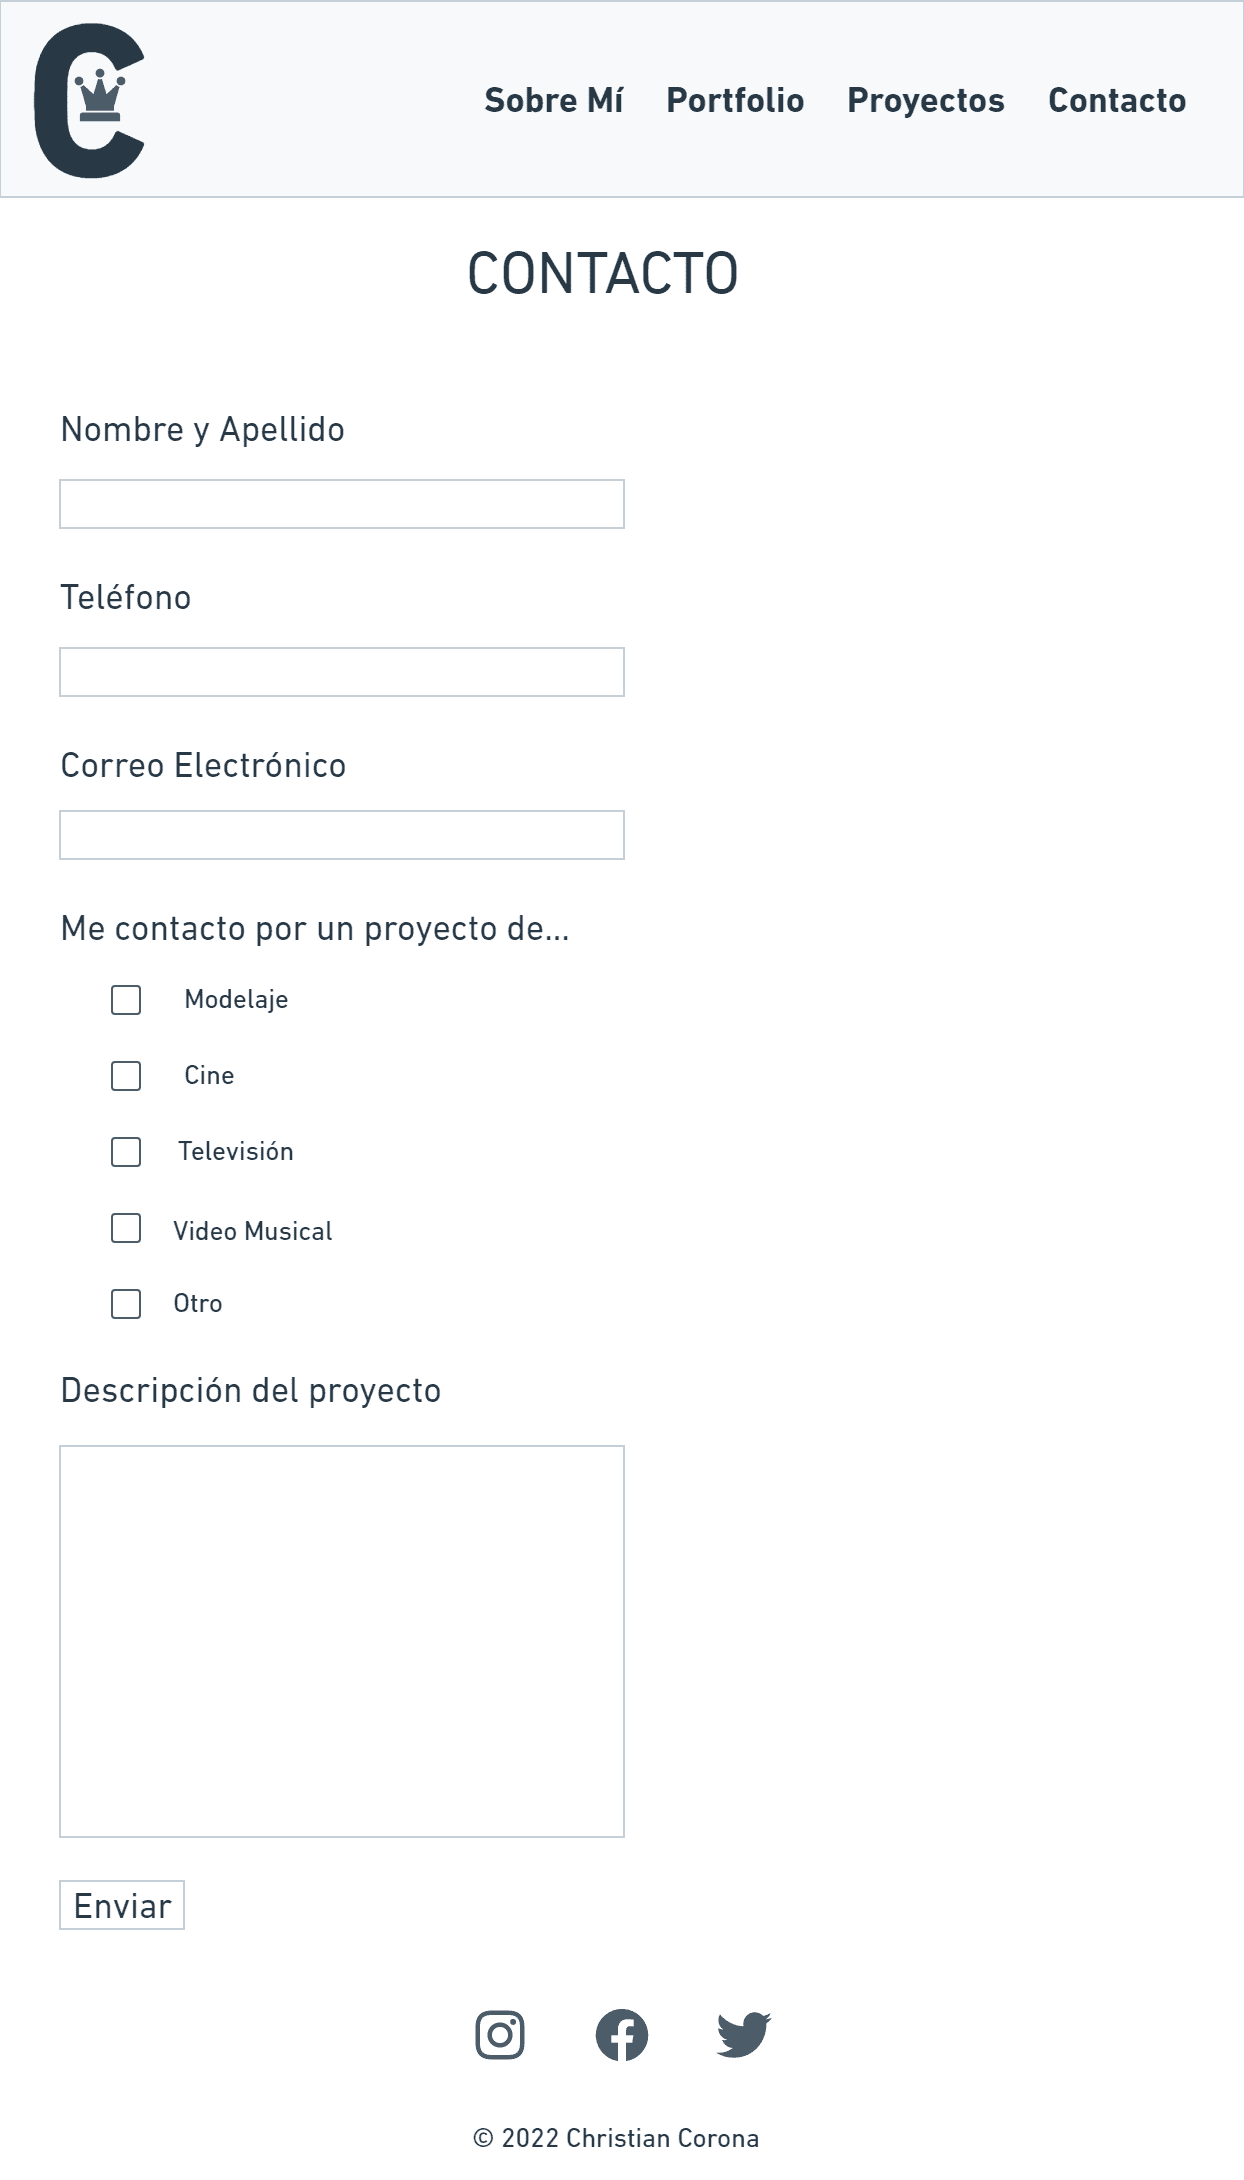 C
Sobre Mí Portfolio Proyectos Contacto
CONTACTO
Nombre y Apellido
Teléfono
Correo Electrónico
Me contacto por un proyecto de...
Modelaje
Cine
Televisión
Video Musical
Otro
Descripción del proyecto
Enviar
© 2022 Christian Corona